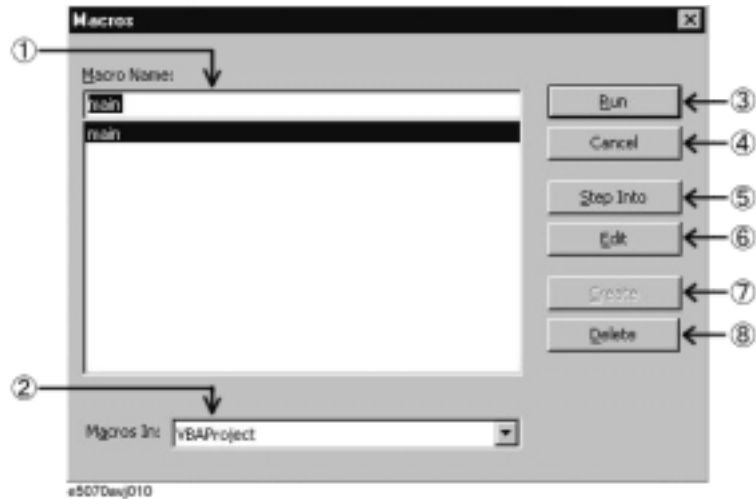 Macros
①
Macro Name:
main
main
Run
③
Cancel
④
Step Into
⑤
Edit
⑥
Create
⑦
Delete
⑧
②
Macros In:
VBAProject
e5070auj010